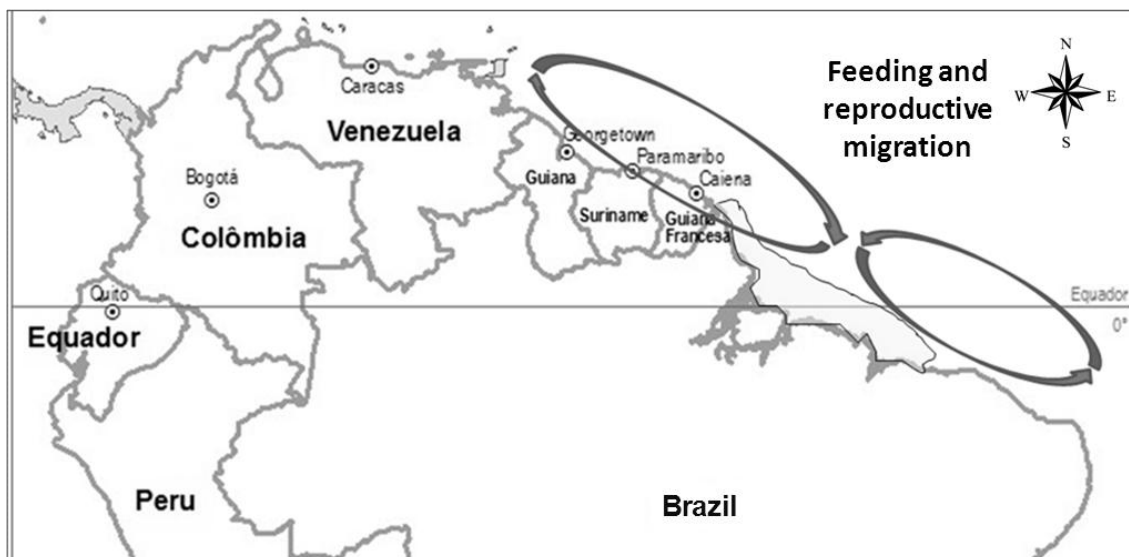 Feeding and
reproductive
migration
N
W
E
S
Caracas
Venezuela
Georgetown
Paramaribo
Caiena
Guiana
Suriname
Guiana
Francesa
Bogotá
Colômbia
Quito
Equador
Equador
0°
Peru
Brazil